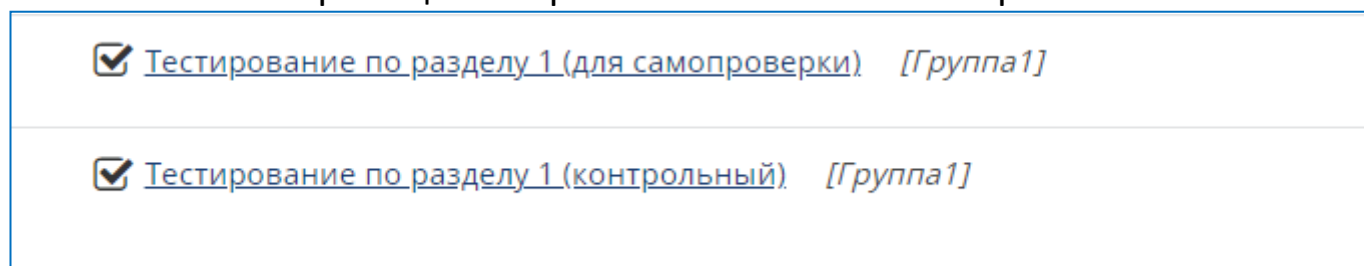 Тестирование по разделу 1 (для самопроверки) [Группа1]
Тестирование по разделу 1 (контрольный) [Группа1]